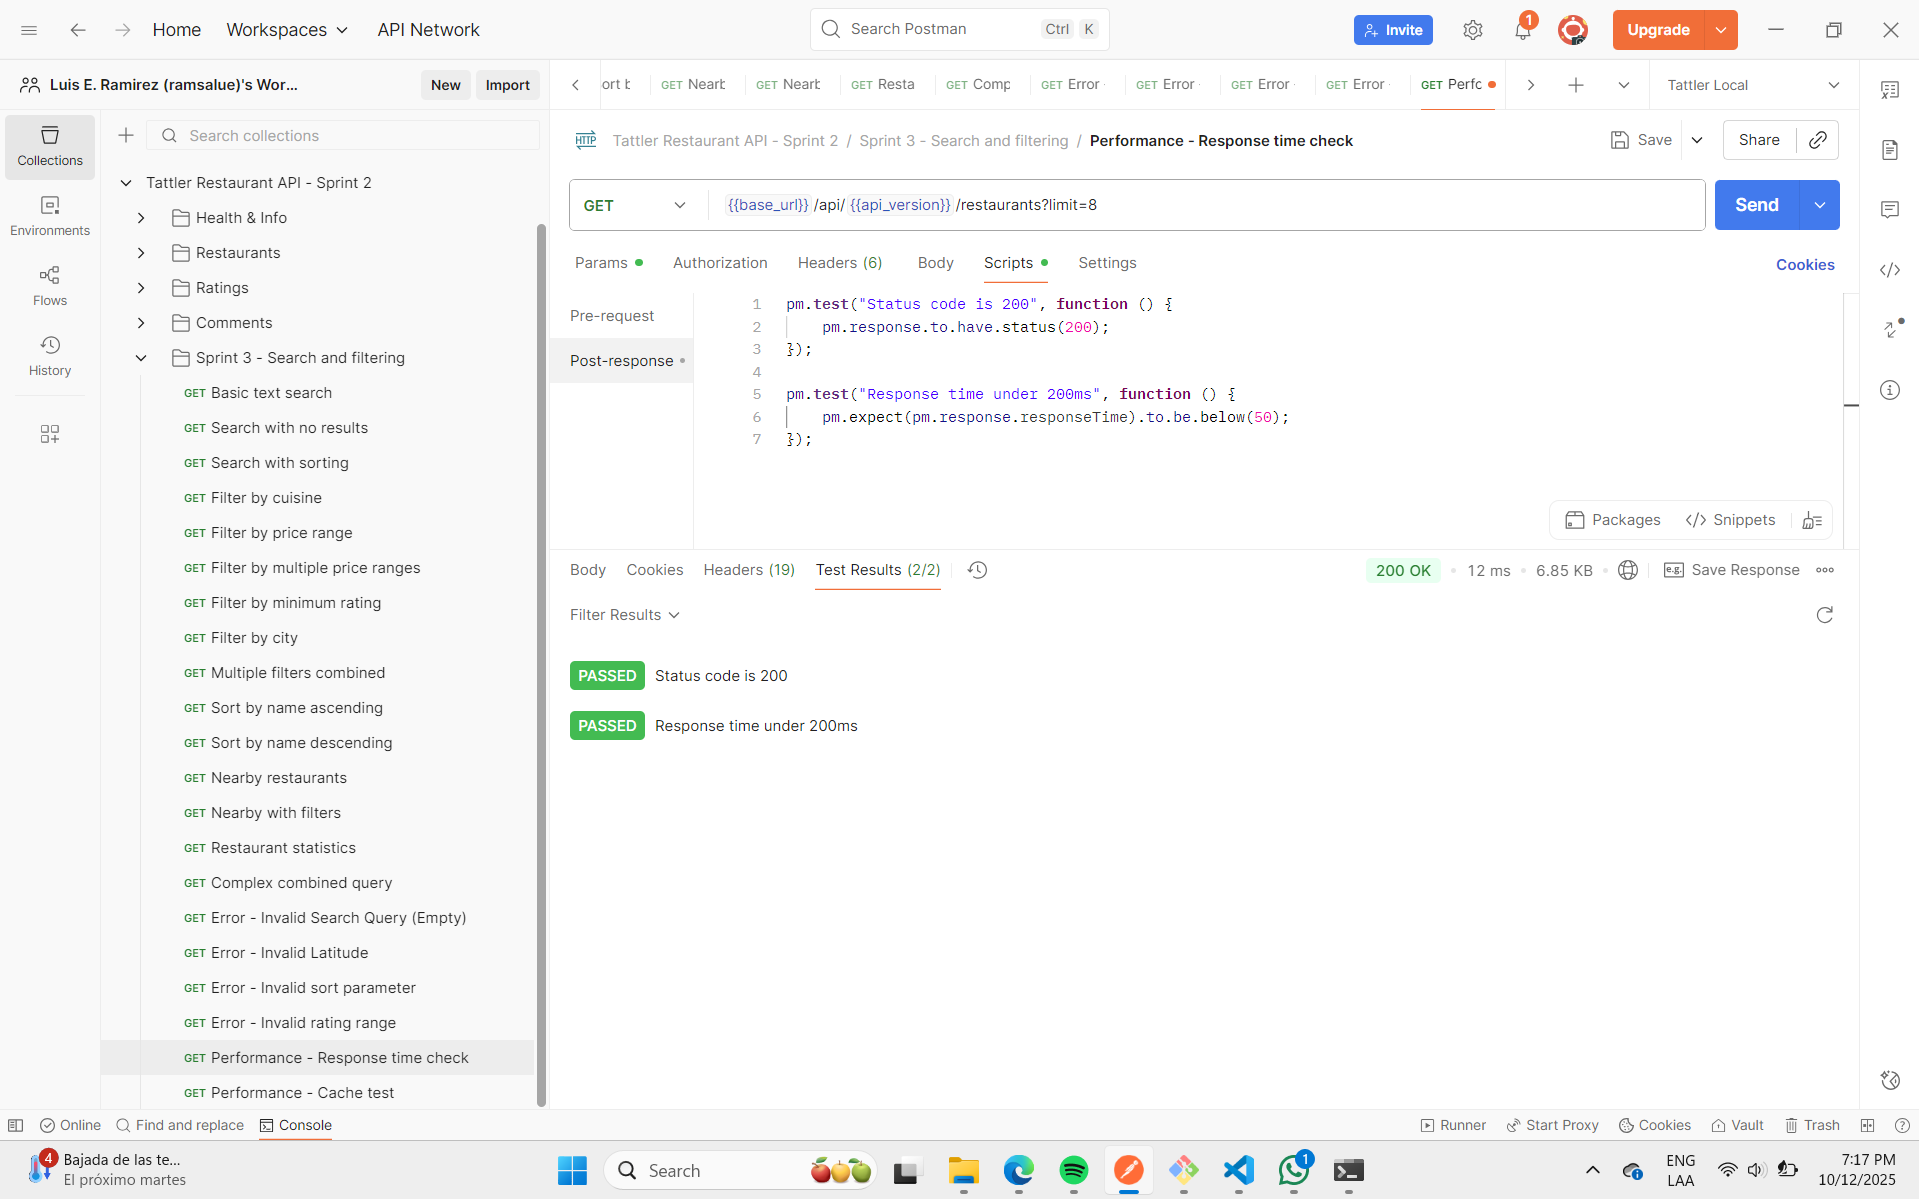 Home
Workspaces
API Network
Search Postman
Ctrl
K
Invite
1
Upgrade
Luis E. Ramirez (ramsalue)'s Wor...
New
Import
ort b
GET Nearb
GET Nearb
GET Resta
GET Comp
GET Error
GET Error
GET Error
GET Error
GET Perfc
Tattler Local
Collections
Environments
Flows
History
Search collections
Tattler Restaurant API - Sprint 2
Health & Info
Restaurants
Ratings
Comments
Sprint 3 - Search and filtering
GET Basic text search
GET Search with no results
GET Search with sorting
GET Filter by cuisine
GET Filter by price range
GET Filter by multiple price ranges
GET Filter by minimum rating
GET Filter by city
GET Multiple filters combined
GET Sort by name ascending
GET Sort by name descending
GET Nearby restaurants
GET Nearby with filters
GET Restaurant statistics
GET Complex combined query
GET Error - Invalid Search Query (Empty)
GET Error - Invalid Latitude
GET Error - Invalid sort parameter
GET Error - Invalid rating range
GET Performance - Response time check
GET Performance - Cache test
HTTP
Tattler Restaurant API - Sprint 2 / Sprint 3 - Search and filtering / Performance - Response time check
Save
Share
GET
{{base_url}} /api/ {{api_version}} /restaurants?limit=8
Send
Params
Authorization
Headers (6)
Body
Scripts
Settings
Cookies
Pre-request
Post-response
1 pm.test("Status code is 200", function () {
2 pm.response.to.have.status(200);
3 });
4
5 pm.test("Response time under 200ms", function () {
6 pm.expect(pm.response.responseTime).to.be.below(50);
7 });
Packages
Snippets
Body
Cookies
Headers (19)
Test Results (2/2)
200 OK
12 ms
6.85 KB
e.g.
Save Response
Filter Results
PASSED Status code is 200
PASSED Response time under 200ms
Online
Find and replace
Console
Runner
Start Proxy
Cookies
Vault
Trash
4
Bajada de las te...
El próximo martes
Search
1
ENG
LAA
7:17 PM
10/12/2025